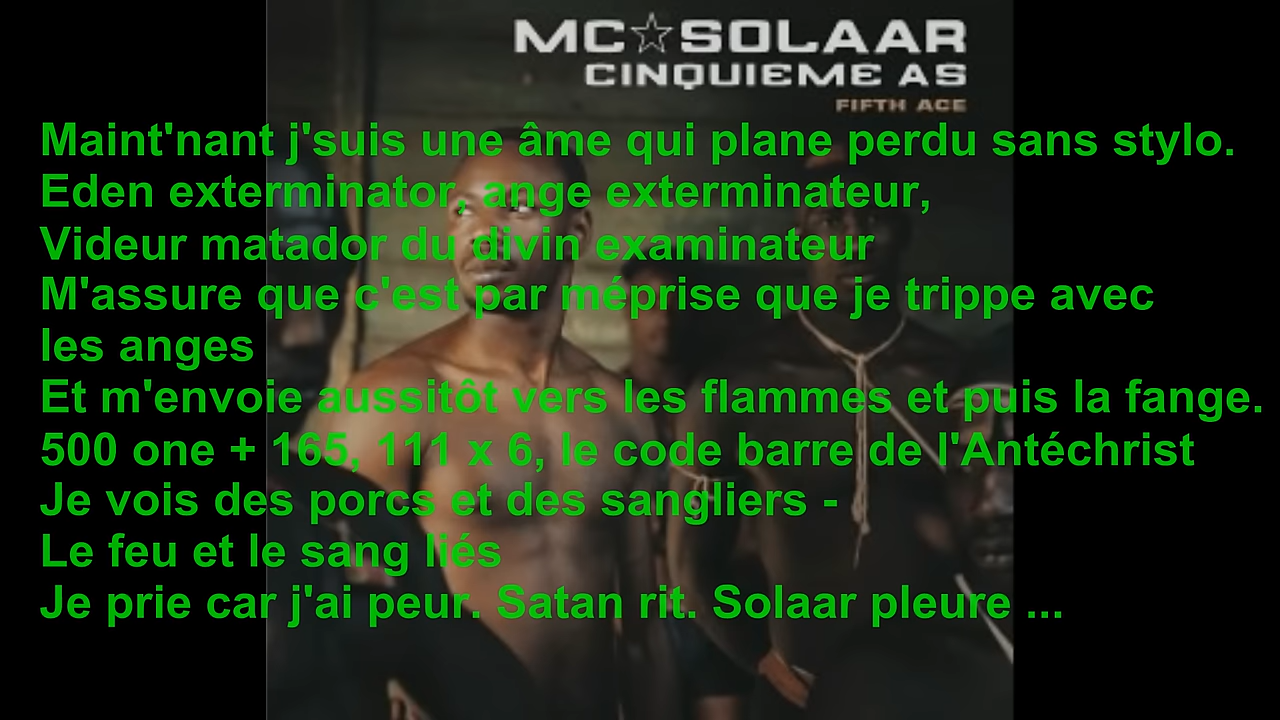 MC☆SOLAAR
CINQUIEME AS
FIFTH ACE
Maint'nant j'suis une âme qui plane perdu sans stylo.
Eden exterminator, ange exterminateur,
Videur matador du divin examinateur
M'assure que c'est par méprise que je trippe avec
les anges
Et m'envoie aussitôt vers les flammes et puis la fange.
500 one + 165, 111 x 6, le code barre de l'Antéchrist
Je vois des porcs et des sangliers -
Le feu et le sang liés
Je prie car j'ai peur. Satan rit. Solaar pleure ...